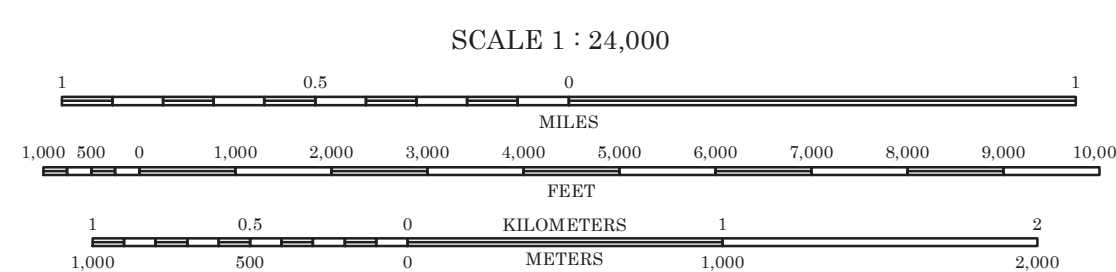 SCALE 1 : 24,000
1 0.5 0 1
MILES
1,000 500 0 1,000 2,000 3,000 4,000 5,000 6,000 7,000 8,000 9,000 10,00
FEET
1 0.5 0 KILOMETERS 1 2
1,000 500 0 METERS 1,000 2,000